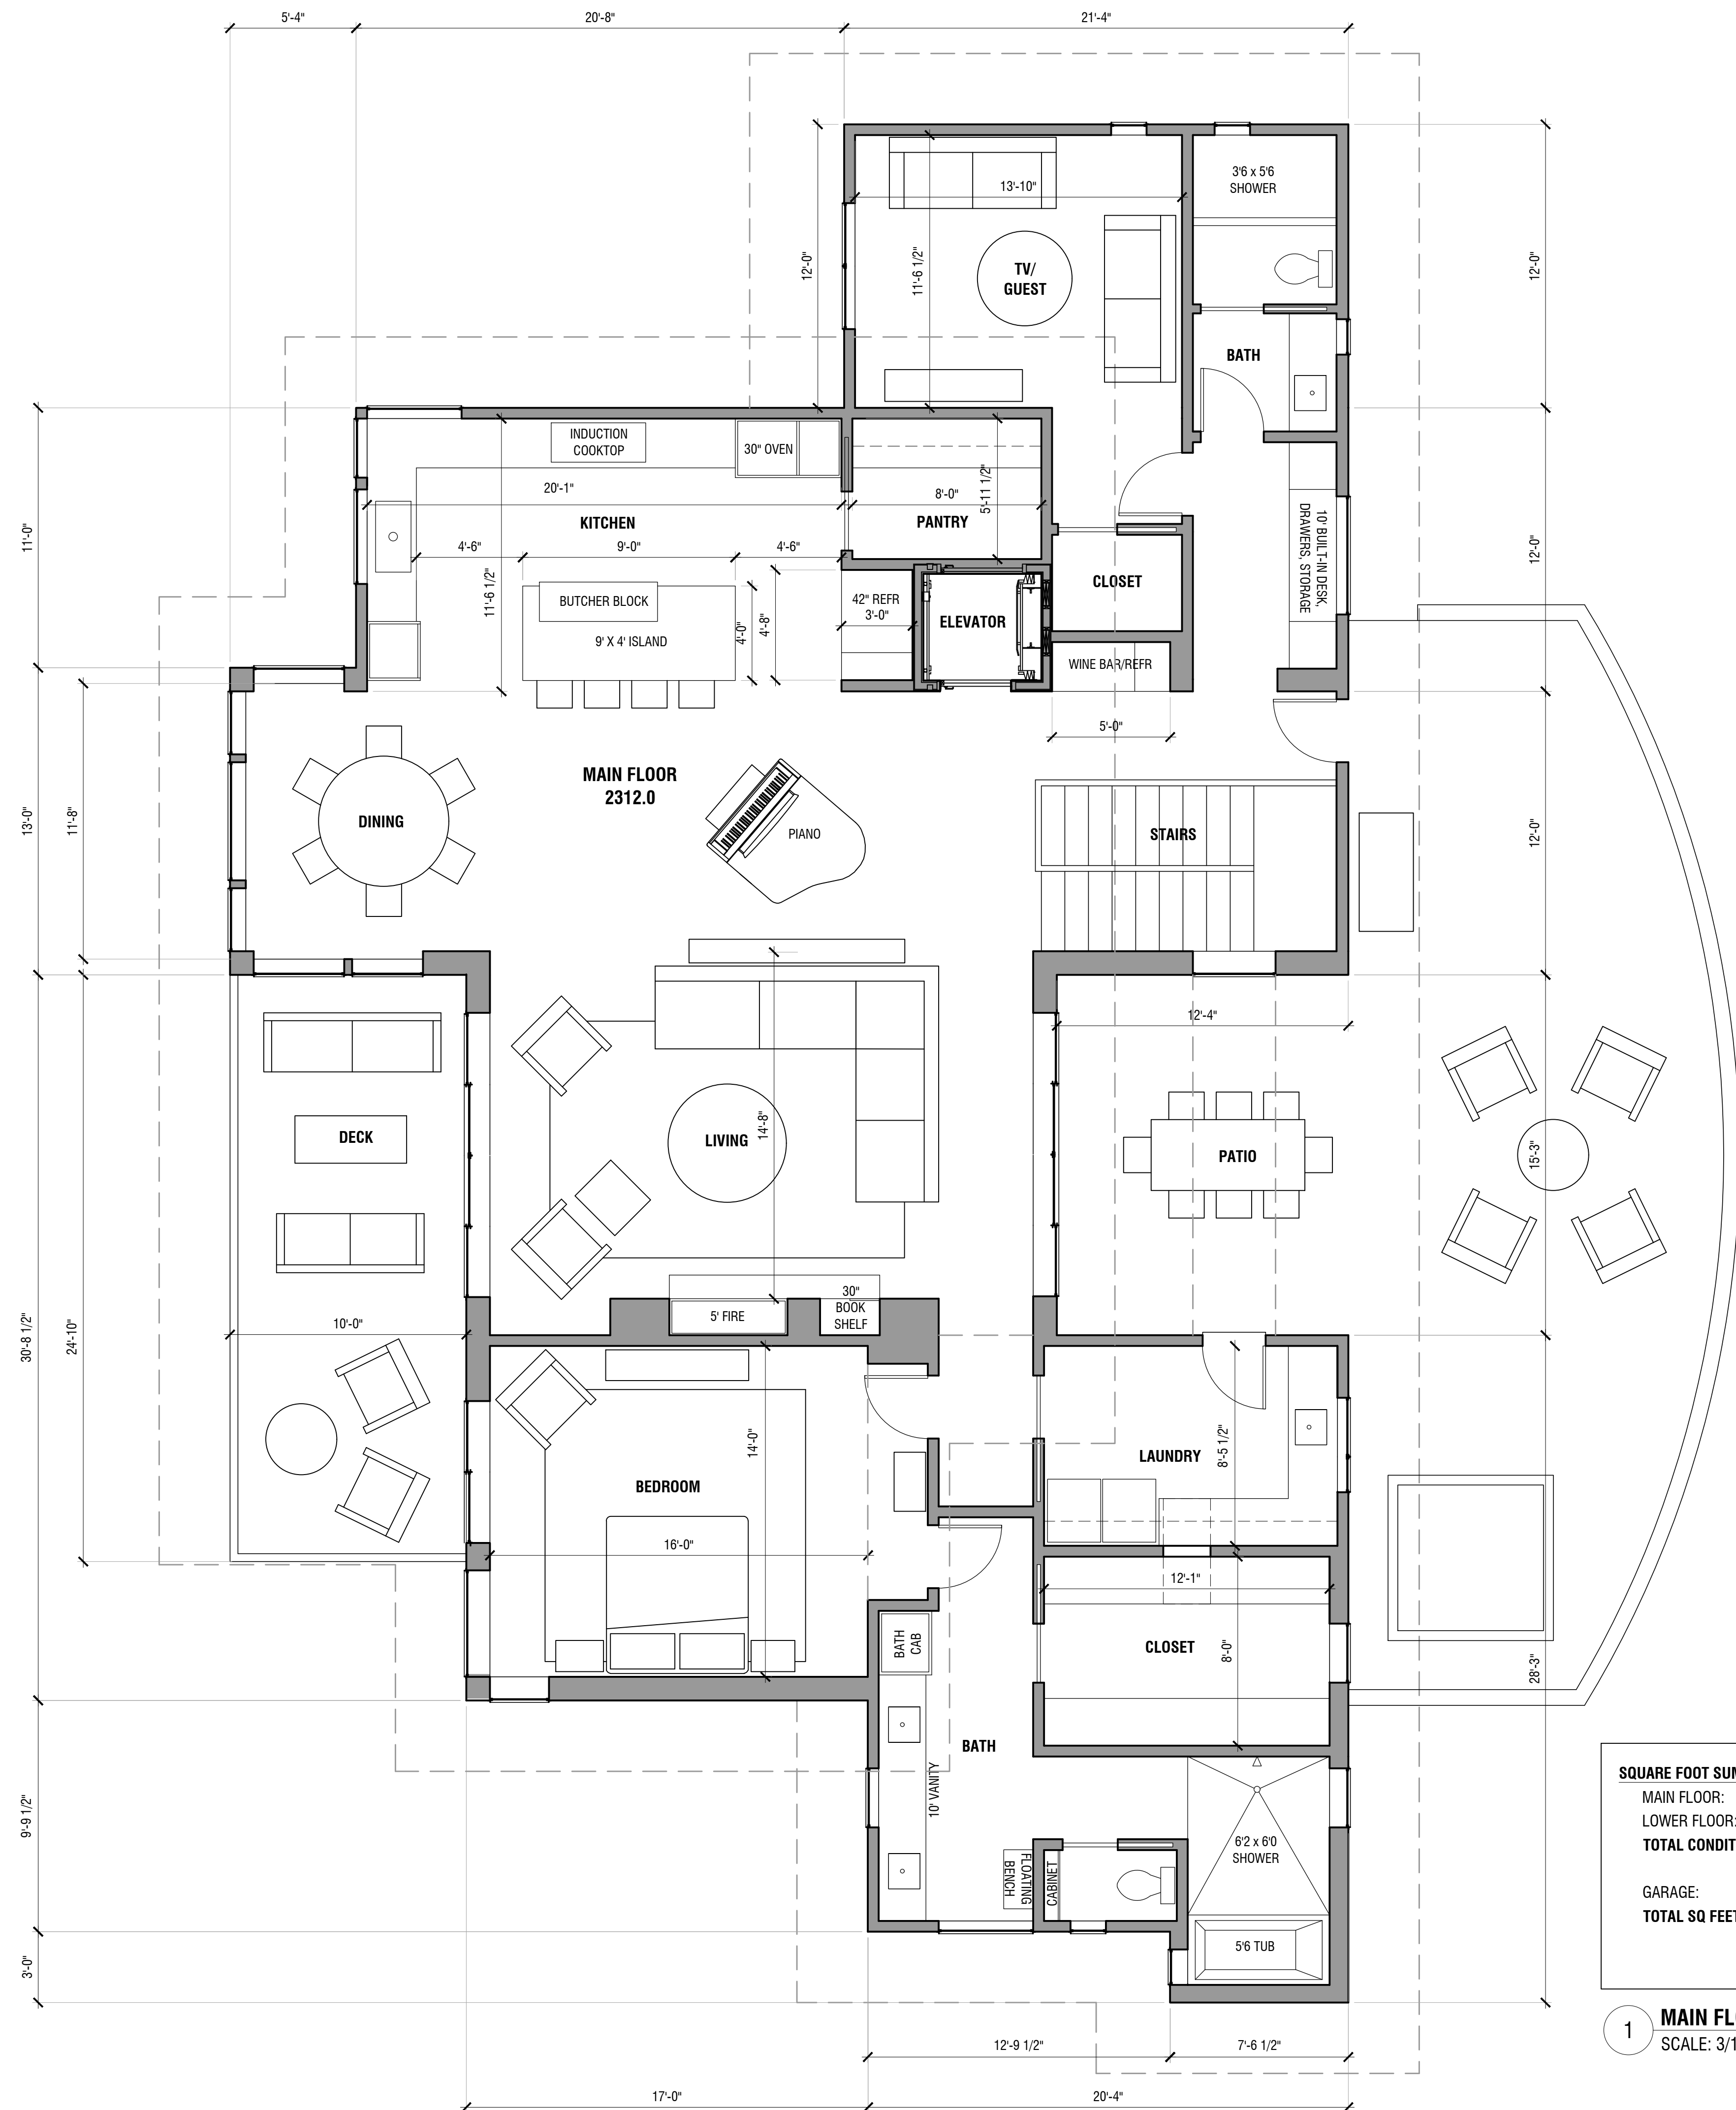 5'-4"
20'-8"
21'-4"
12'-0"
13'-10"
11'-6 1/2"
TV/
GUEST
3'6 x 5'6
SHOWER
12'-0"
BATH
11'-0"
INDUCTION
COOKTOP
30" OVEN
20'-1"
KITCHEN
4'-6"
9'-0"
4'-6"
11'-6 1/2"
BUTCHER BLOCK
9' X 4' ISLAND
4'-0"
4'-8"
8'-0"
PANTRY
5'-11 1/2"
42" REFR
3'-0"
ELEVATOR
CLOSET
WINE BAR/REFR
5'-0"
10' BUILT-IN DESK,
DRAWERS, STORAGE
12'-0"
13'-0"
11'-8"
DINING
MAIN FLOOR
2312.0
PIANO
STAIRS
12'-0"
30'-8 1/2"
24'-10"
DECK
10'-0"
LIVING
14'-8"
5' FIRE
30"
BOOK
SHELF
12'-4"
PATIO
15'-3"
BEDROOM
14'-0"
16'-0"
LAUNDRY
8'-5 1/2"
12'-1"
CLOSET
8'-0"
28'-3"
BATH
CAB
BATH
10' VANITY
FLOATING
BENCH
CABINET
6'2 x 6'0
SHOWER
5'6 TUB
9'-9 1/2"
3'-0"
12'-9 1/2"
7'-6 1/2"
17'-0"
20'-4"
SQUARE FOOT SUM
MAIN FLOOR:
LOWER FLOOR:
TOTAL CONDIT
GARAGE:
TOTAL SQ FEET
1
MAIN FLO
SCALE: 3/1